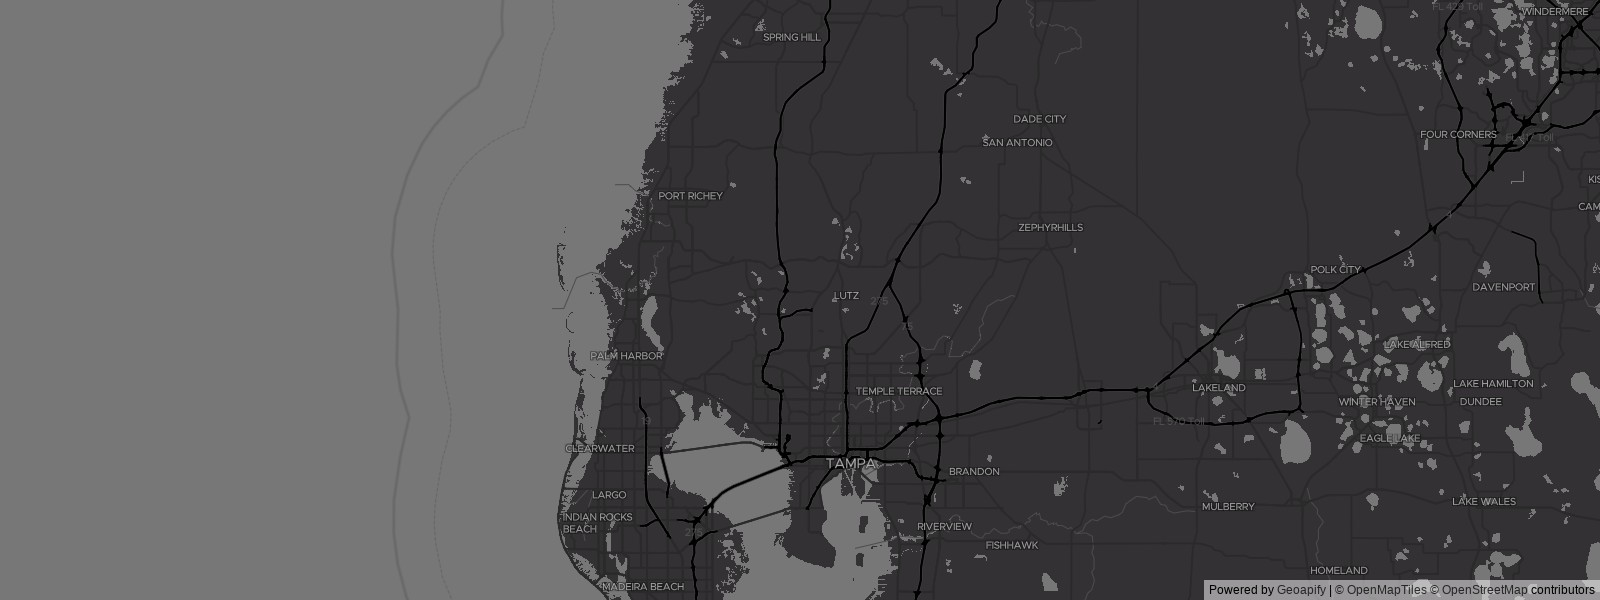 FL 429 Toll
WINDERMERE
SPRING HILL
DADE CITY
FOUR CORNERS
SAN ANTONIO
PORT RICHEY
KIS
CAM
ZEPHYRHILLS
POLK CITY
DAVENPORT
LUTZ
275
75
LAKE ALFRED
PALM HARBOR
LAKELAND
LAKE HAMILTON
TEMPLE TERRACE
WINTER HAVEN
DUNDEE
19
FL 570 Toll
EAGLE LAKE
CLEARWATER
TAMPA
BRANDON
LARGO
LAKE WALES
MULBERRY
INDIAN ROCKS
BEACH
RIVERVIEW
275
FISHHAWK
HOMELAND
MADEIRA BEACH
Powered by Geoapify | © OpenMapTiles © OpenStreetMap contributors